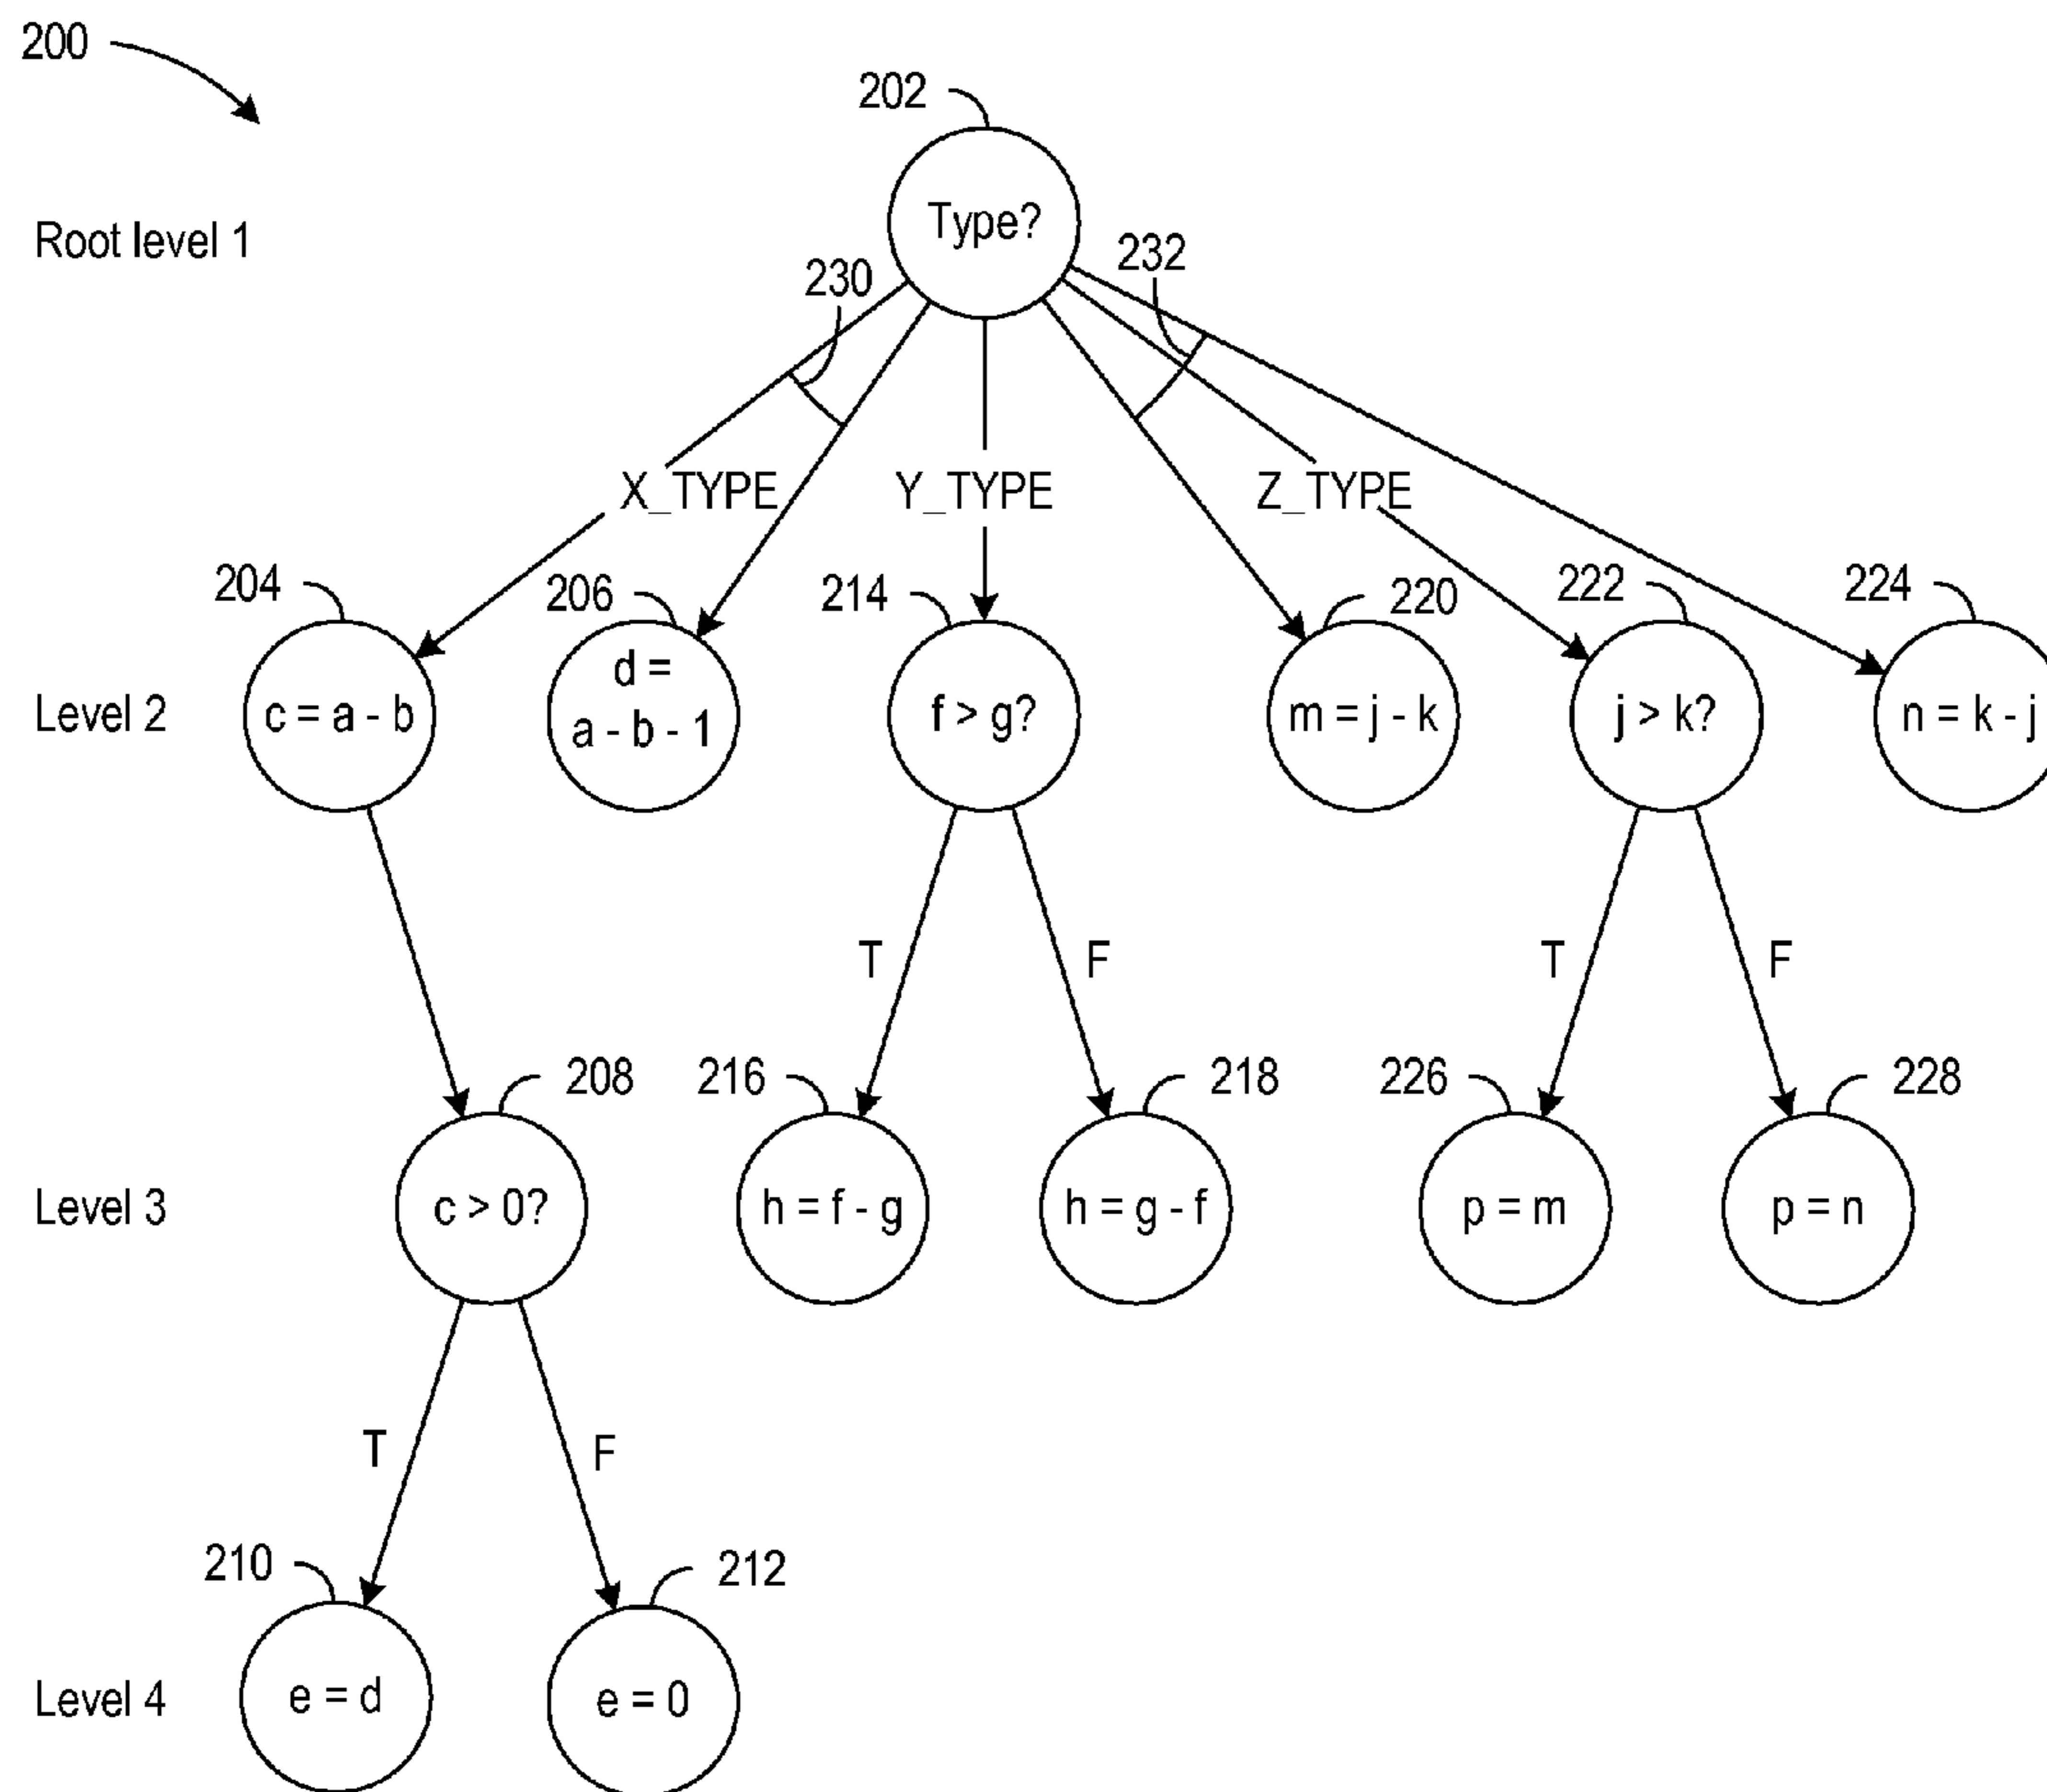 200
202
Type?
Root level 1
230
232
X_TYPE
Y_TYPE
Z_TYPE
204
206
214
220
222
224
Level 2
c = a - b
d =
a - b - 1
f > g?
m = j - k
j > k?
n = k - j
T
F
T
F
208
216
218
226
228
Level 3
c > 0?
h = f - g
h = g - f
p = m
p = n
T
F
210
212
Level 4
e = d
e = 0